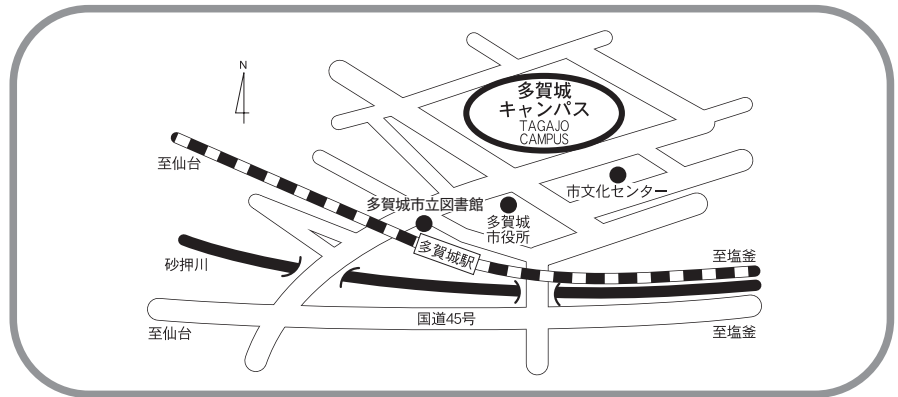 N
多賀城
キャンパス
TAGAJO
CAMPUS
至仙台
市文化センター
多賀城市立図書館
多賀城
市役所
多賀城駅
砂押川
至塩釜
国道45号
至仙台
至塩釜